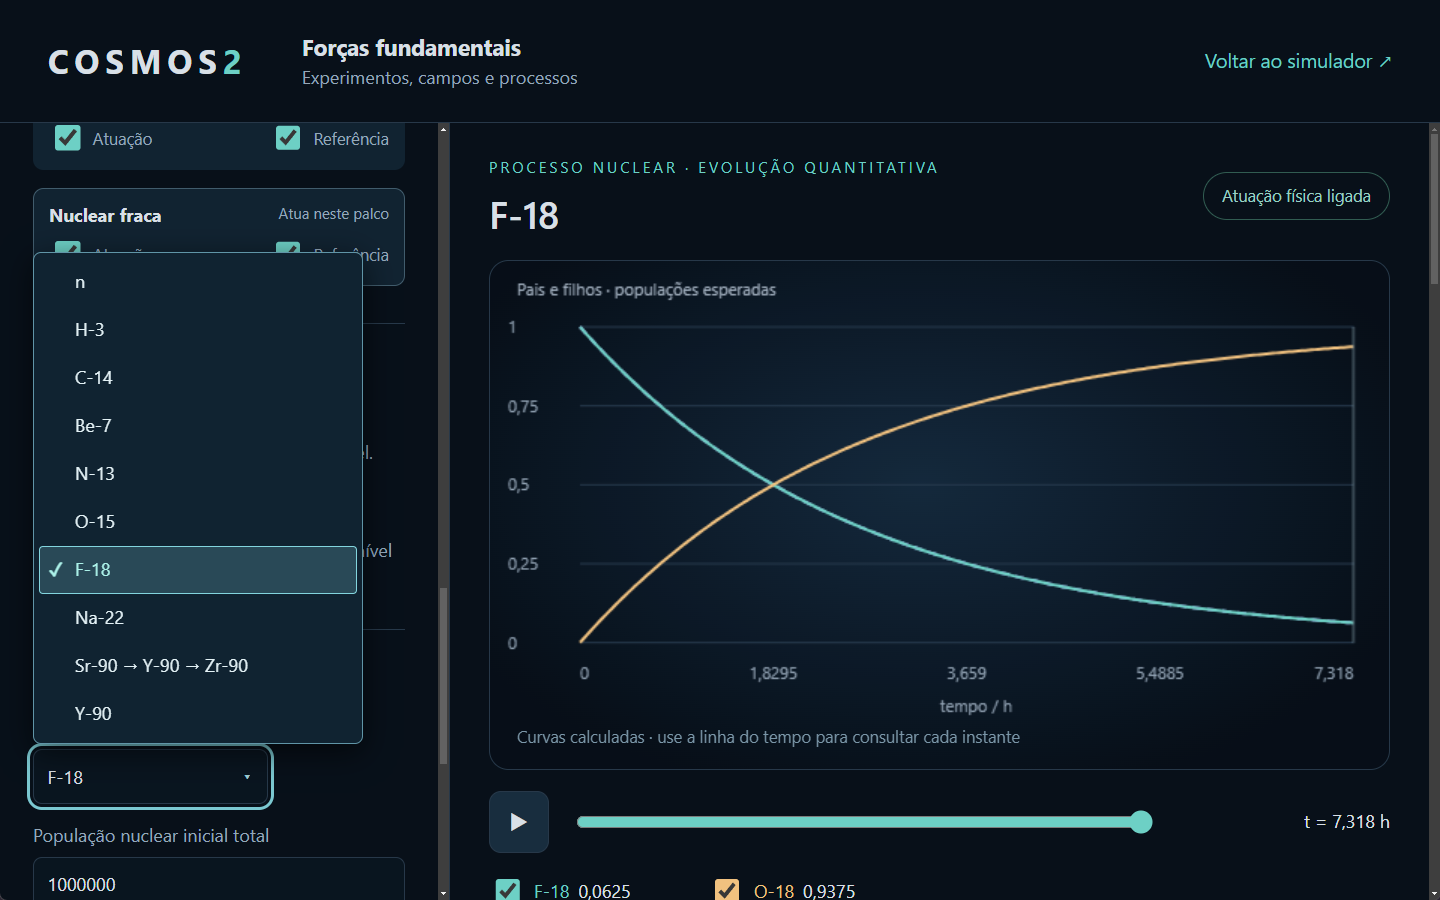 COSMOS2
Forças fundamentais
Experimentos, campos e processos
Voltar ao simulador ↗
Atuação
Referência
Nuclear fraca
Atua neste palco
n
H-3
C-14
Be-7
N-13
O-15
✓ F-18
Na-22
Sr-90 → Y-90 → Zr-90
Y-90
F-18
População nuclear inicial total
1000000
PROCESSO NUCLEAR · EVOLUÇÃO QUANTITATIVA
F-18
Atuação física ligada
Pais e filhos · populações esperadas
1
0,75
0,5
0,25
0
0 1,8295 3,659 5,4885 7,318
tempo / h
Curvas calculadas · use a linha do tempo para consultar cada instante
t = 7,318 h
F-18 0,0625
O-18 0,9375